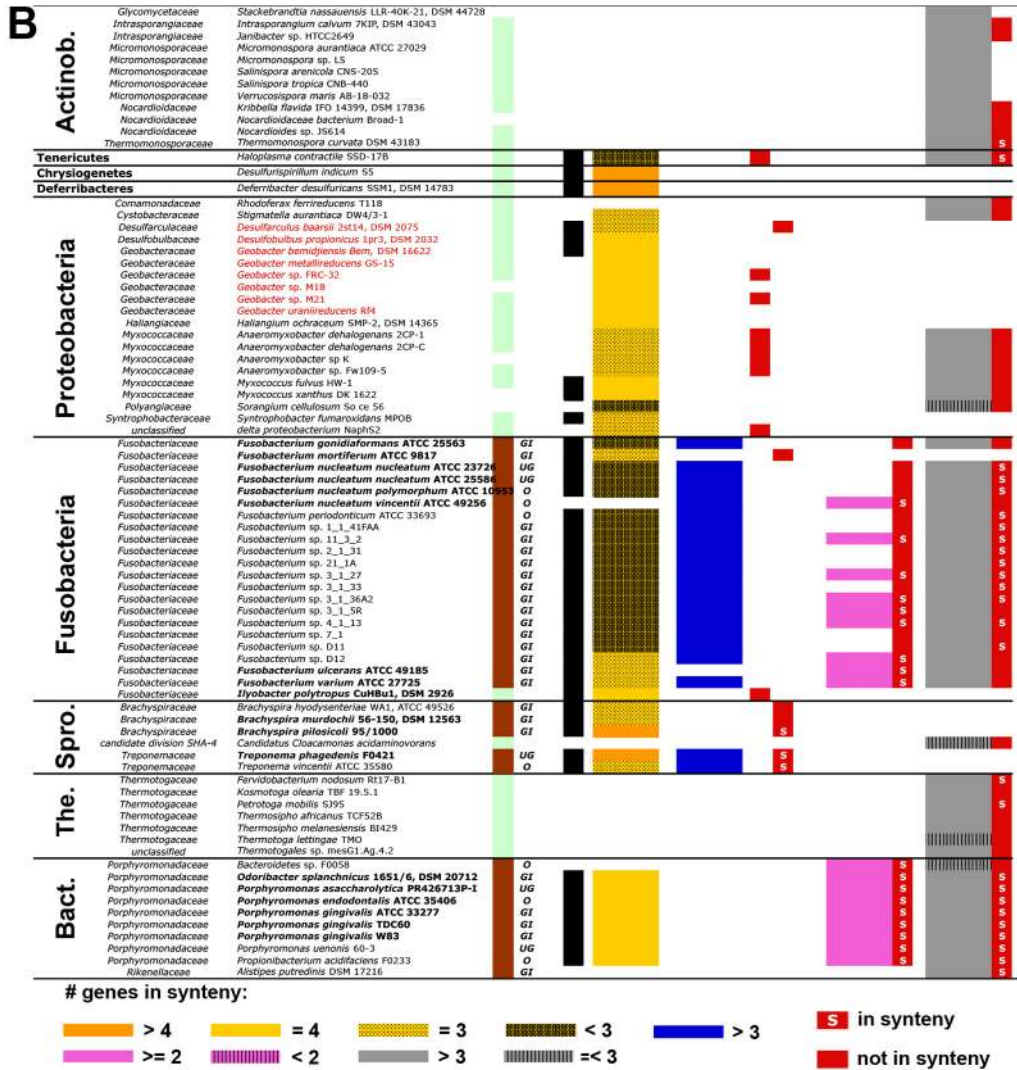 B
Actinob.
Glycomycetaceae Stackebrandtia nassauensis LLR-40K-21, DSM 44728
Intrasporangiaceae Intrasporangium calvum 7KIP, DSM 43043
Intrasporangiaceae Janibacter sp. HTCC2649
Micromonosporaceae Micromonospora aurantiaca ATCC 27029
Micromonosporaceae Micromonospora sp. L5
Micromonosporaceae Salinispora arenicola CNS-205
Micromonosporaceae Salinispora tropica CNB-440
Micromonosporaceae Verrucosispora maris AB-18-032
Nocardioidaceae Kribbella flavida IFO 14399, DSM 17836
Nocardioidaceae Nocardioidaceae bacterium Broad-1
Nocardioidaceae Nocardioides sp. JS614
Thermomonosporaceae Thermomonospora curvata DSM 43183 S
Tenericutes Haloplasma contractile SSD-17B S
Chrysiogenetes Desulfurispirillum indicum S5
Deferribacteres Deferribacter desulfuricans SSM1, DSM 14783
Proteobacteria
Comamonadaceae Rhodoferax ferrireducens T118
Cystobacteraceae Stigmatella aurantiaca DW4/3-1
Desulfarculaceae Desulfarculus baarsii 2st14, DSM 2075
Desulfobulbaceae Desulfobulbus propionicus 1pr3, DSM 2032
Geobacteraceae Geobacter bemidjiensis Bem, DSM 16622
Geobacteraceae Geobacter metallireducens GS-15
Geobacteraceae Geobacter sp. FRC-32
Geobacteraceae Geobacter sp. M18
Geobacteraceae Geobacter sp. M21
Geobacteraceae Geobacter uraniireducens Rf4
Haliangiaceae Haliangium ochraceum SMP-2, DSM 14365
Myxococcaceae Anaeromyxobacter dehalogenans 2CP-1
Myxococcaceae Anaeromyxobacter dehalogenans 2CP-C
Myxococcaceae Anaeromyxobacter sp K
Myxococcaceae Anaeromyxobacter sp. Fw109-5
Myxococcaceae Myxococcus fulvus HW-1
Myxococcaceae Myxococcus xanthus DK 1622
Polyangiaceae Sorangium cellulosum So ce 56
Syntrophobacteraceae Syntrophobacter fumaroxidans MPOB
unclassified delta proteobacterium NaphS2
Fusobacteria
Fusobacteriaceae Fusobacterium gonidiaformans ATCC 25563 GI
Fusobacteriaceae Fusobacterium mortiferum ATCC 9817 GI
Fusobacteriaceae Fusobacterium nucleatum nucleatum ATCC 23726 UG S
Fusobacteriaceae Fusobacterium nucleatum nucleatum ATCC 25586 UG S
Fusobacteriaceae Fusobacterium nucleatum polymorphum ATCC 10953 O S
Fusobacteriaceae Fusobacterium nucleatum vincentii ATCC 49256 O S
Fusobacteriaceae Fusobacterium periodonticum ATCC 33693 O S
Fusobacteriaceae Fusobacterium sp. 1_1_41FAA GI S
Fusobacteriaceae Fusobacterium sp. 11_3_2 GI S S
Fusobacteriaceae Fusobacterium sp. 2_1_31 GI S
Fusobacteriaceae Fusobacterium sp. 21_1A GI S
Fusobacteriaceae Fusobacterium sp. 3_1_27 GI S S
Fusobacteriaceae Fusobacterium sp. 3_1_33 GI S
Fusobacteriaceae Fusobacterium sp. 3_1_36A2 GI S S
Fusobacteriaceae Fusobacterium sp. 3_1_5R GI S S
Fusobacteriaceae Fusobacterium sp. 4_1_13 GI S S
Fusobacteriaceae Fusobacterium sp. 7_1 GI
Fusobacteriaceae Fusobacterium sp. D11 GI S
Fusobacteriaceae Fusobacterium sp. D12 GI S
Fusobacteriaceae Fusobacterium ulcerans ATCC 49185 GI S
Fusobacteriaceae Fusobacterium varium ATCC 27725 GI S
Fusobacteriaceae Ilyobacter polytropus CuHBu1, DSM 2926
Spro.
Brachyspiraceae Brachyspira hyodysenteriae WA1, ATCC 49526 GI
Brachyspiraceae Brachyspira murdochii 56-150, DSM 12563 GI
Brachyspiraceae Brachyspira pilosicoli 95/1000 GI S
candidate division SHA-4 Candidatus Cloacamonas acidaminovorans
Treponemaceae Treponema phagedenis F0421 UG S
Treponemaceae Treponema vincentii ATCC 35580 O S
The.
Thermotogaceae Fervidobacterium nodosum Rt17-B1 S
Thermotogaceae Kosmotoga olearia TBF 19.5.1
Thermotogaceae Petrotoga mobilis SJ95 S
Thermotogaceae Thermosipho africanus TCF52B
Thermotogaceae Thermosipho melanesiensis BI429
Thermotogaceae Thermotoga lettingae TMO
unclassified Thermotogales sp. mesG1.Ag.4.2
Bact.
Porphyromonadaceae Bacteroidetes sp. F0058 O S S
Porphyromonadaceae Odoribacter splanchnicus 1651/6, DSM 20712 GI S S
Porphyromonadaceae Porphyromonas asaccharolytica PR426713P-I UG S S
Porphyromonadaceae Porphyromonas endodontalis ATCC 35406 O S S
Porphyromonadaceae Porphyromonas gingivalis ATCC 33277 GI S S
Porphyromonadaceae Porphyromonas gingivalis TDC60 GI S S
Porphyromonadaceae Porphyromonas gingivalis W83 GI S S
Porphyromonadaceae Porphyromonas uenonis 60-3 UG S S
Porphyromonadaceae Propionibacterium acidifaciens F0233 O S S
Rikenellaceae Alistipes putredinis DSM 17216 GI S
# genes in synteny:
> 4 = 4 = 3 < 3 > 3 S in synteny
>= 2 < 2 > 3 =< 3 not in synteny